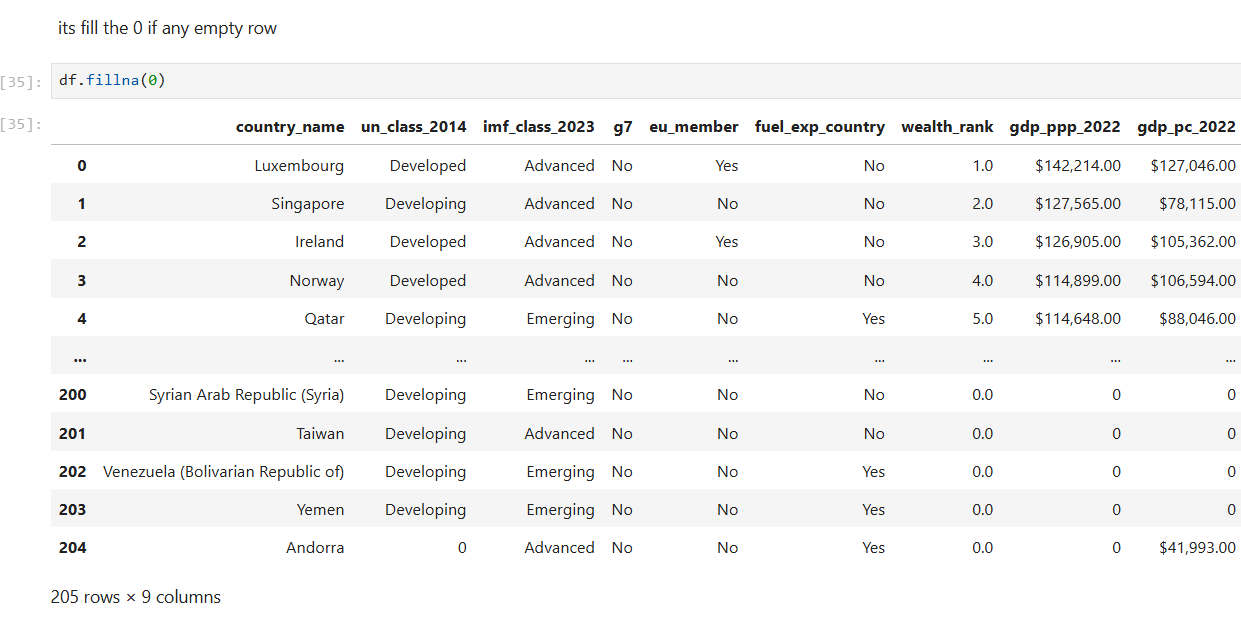 its fill the 0 if any empty row
[35]: df.fillna(0)
[35]:
country_name un_class_2014 imf_class_2023 g7 eu_member fuel_exp_country wealth_rank gdp_ppp_2022 gdp_pc_2022
0 Luxembourg Developed Advanced No Yes No 1.0 $142,214.00 $127,046.00
1 Singapore Developing Advanced No No No 2.0 $127,565.00 $78,115.00
2 Ireland Developed Advanced No Yes No 3.0 $126,905.00 $105,362.00
3 Norway Developed Advanced No No No 4.0 $114,899.00 $106,594.00
4 Qatar Developing Emerging No No Yes 5.0 $114,648.00 $88,046.00
... ... ... ... ... ... ... ... ... ...
200 Syrian Arab Republic (Syria) Developing Emerging No No No 0.0 0 0
201 Taiwan Developing Advanced No No No 0.0 0 0
202 Venezuela (Bolivarian Republic of) Developing Emerging No No Yes 0.0 0 0
203 Yemen Developing Emerging No No Yes 0.0 0 0
204 Andorra 0 Advanced No No Yes 0.0 0 $41,993.00
205 rows × 9 columns